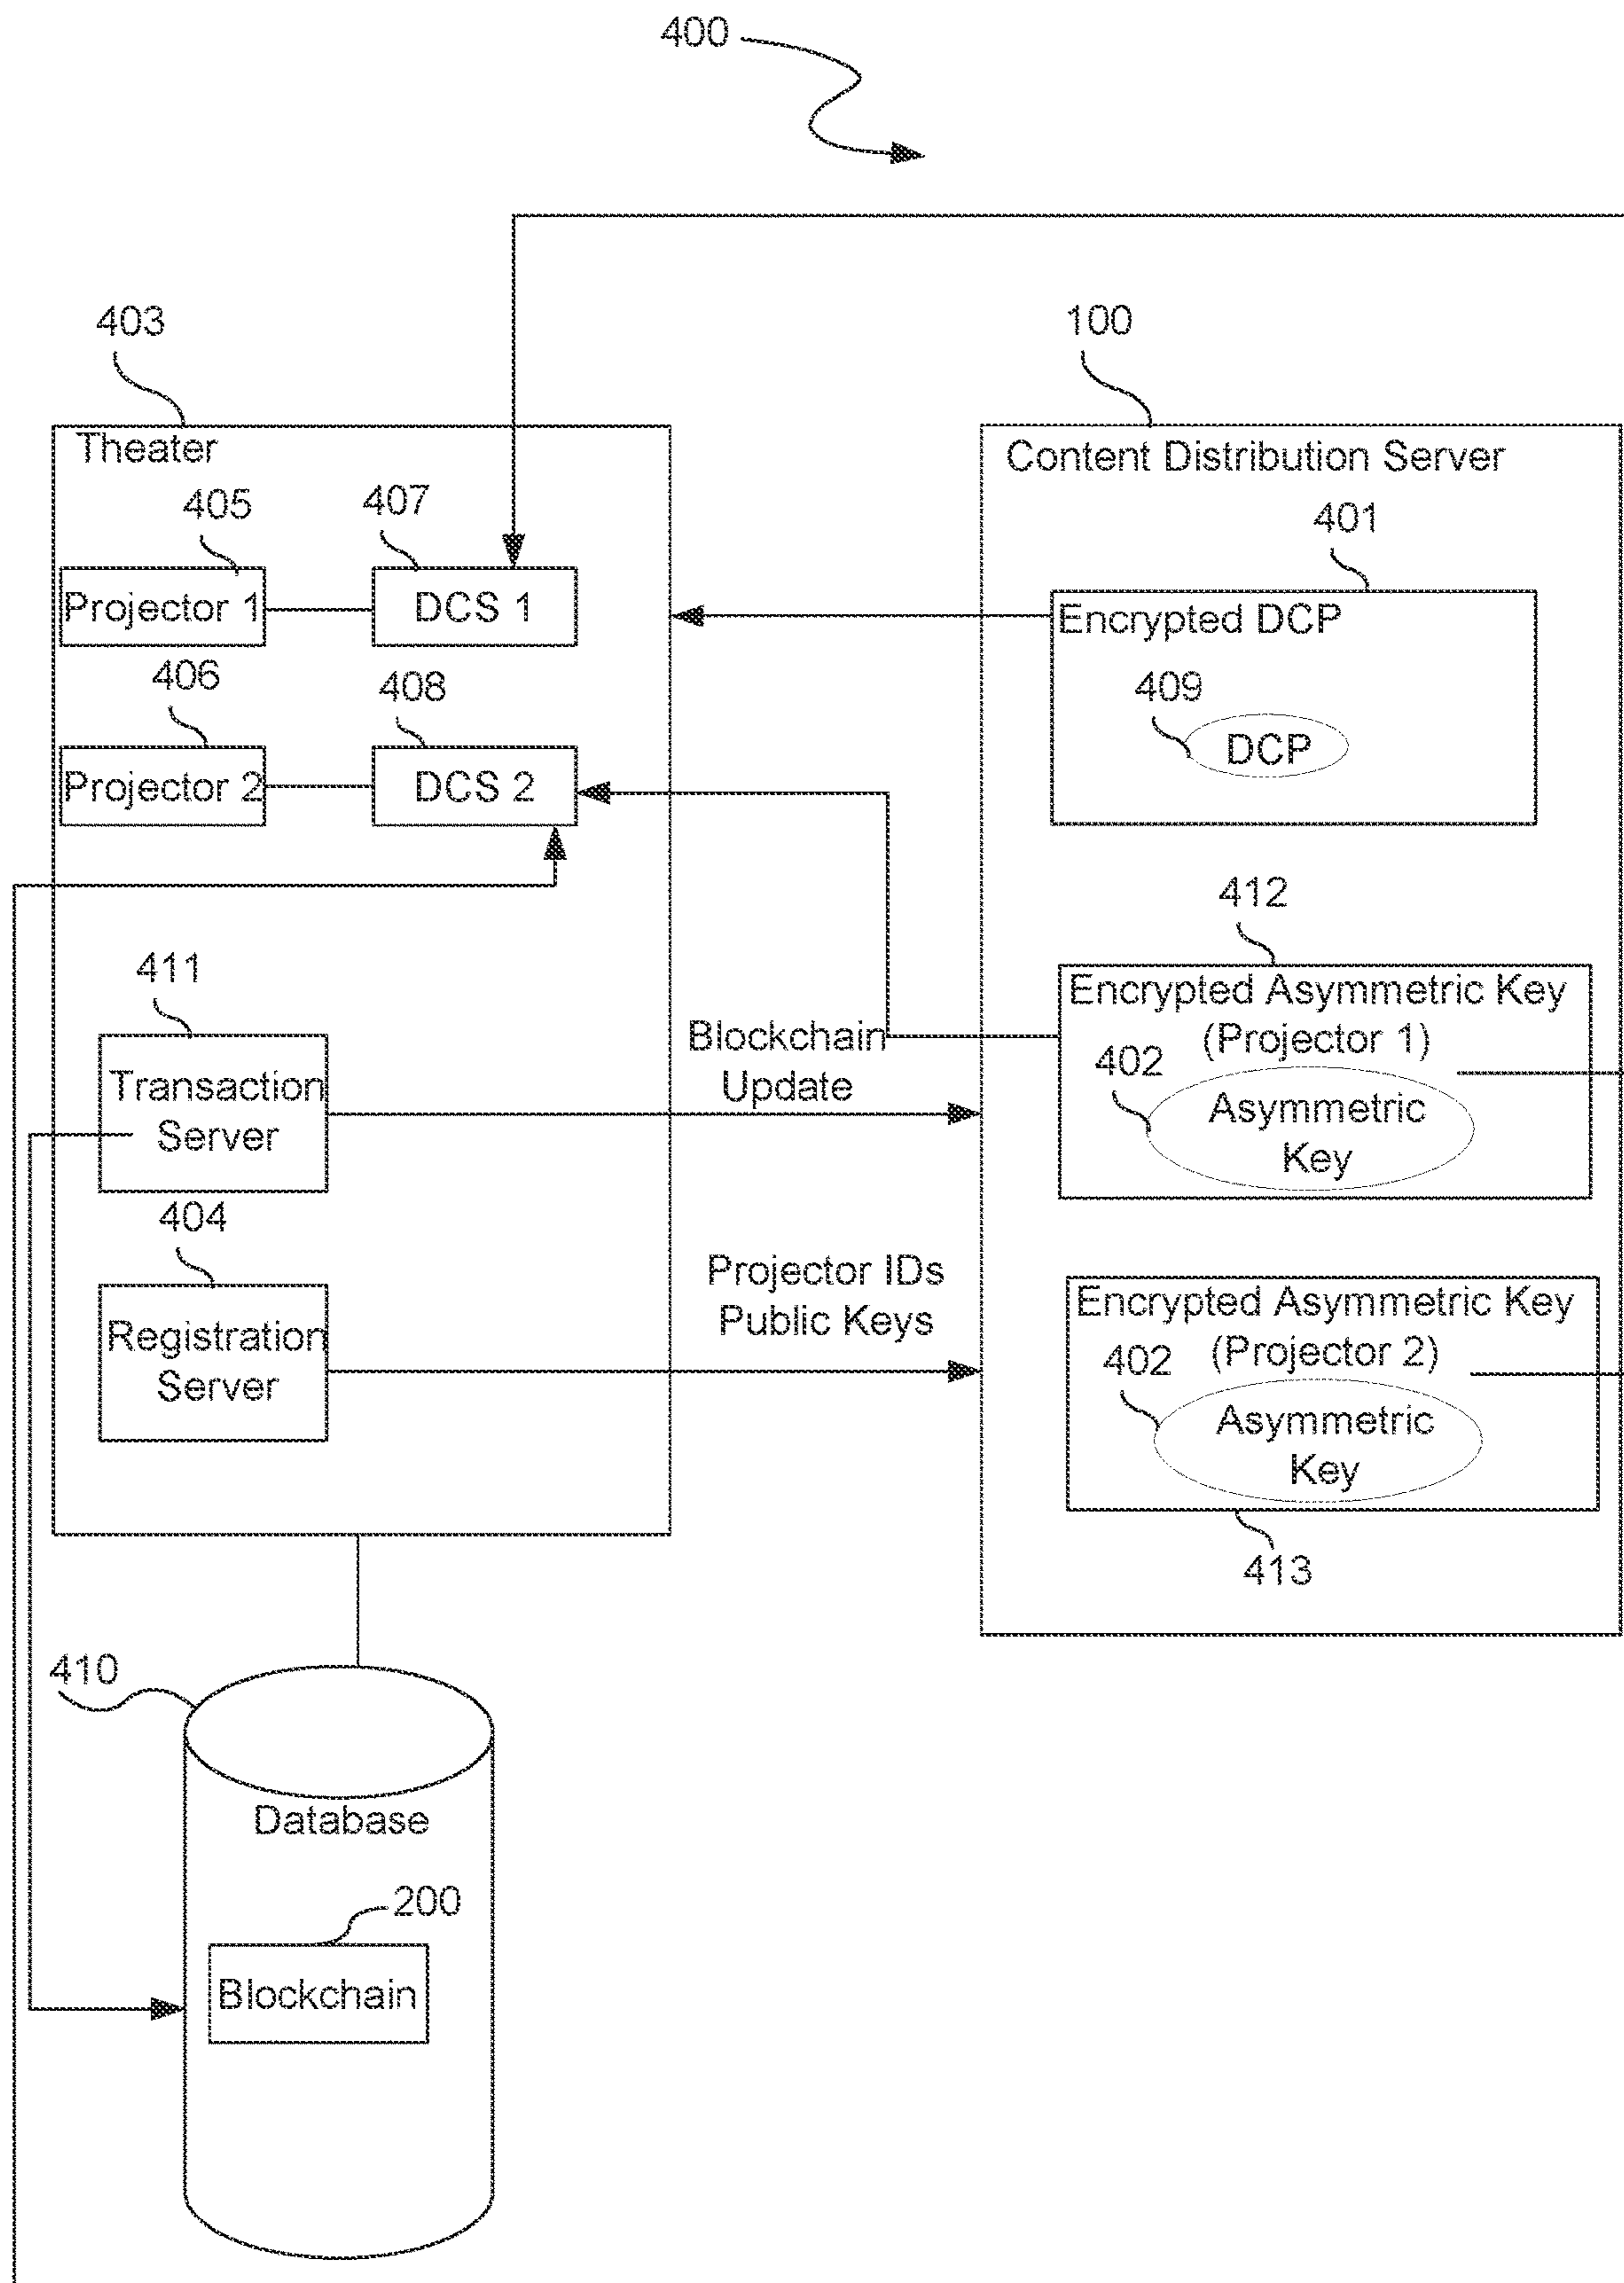 400
403
100
Theater
Content Distribution Server
405
407
401
Projector 1
DCS 1
Encrypted DCP
406
408
409
DCP
Projector 2
DCS 2
412
411
Encrypted Asymmetric Key
(Projector 1)
Blockchain
Update
402
Transaction
Server
Asymmetric
Key
404
Projector IDs
Public Keys
Encrypted Asymmetric Key
(Projector 2)
Registration
Server
402
Asymmetric
Key
413
410
Database
200
Blockchain